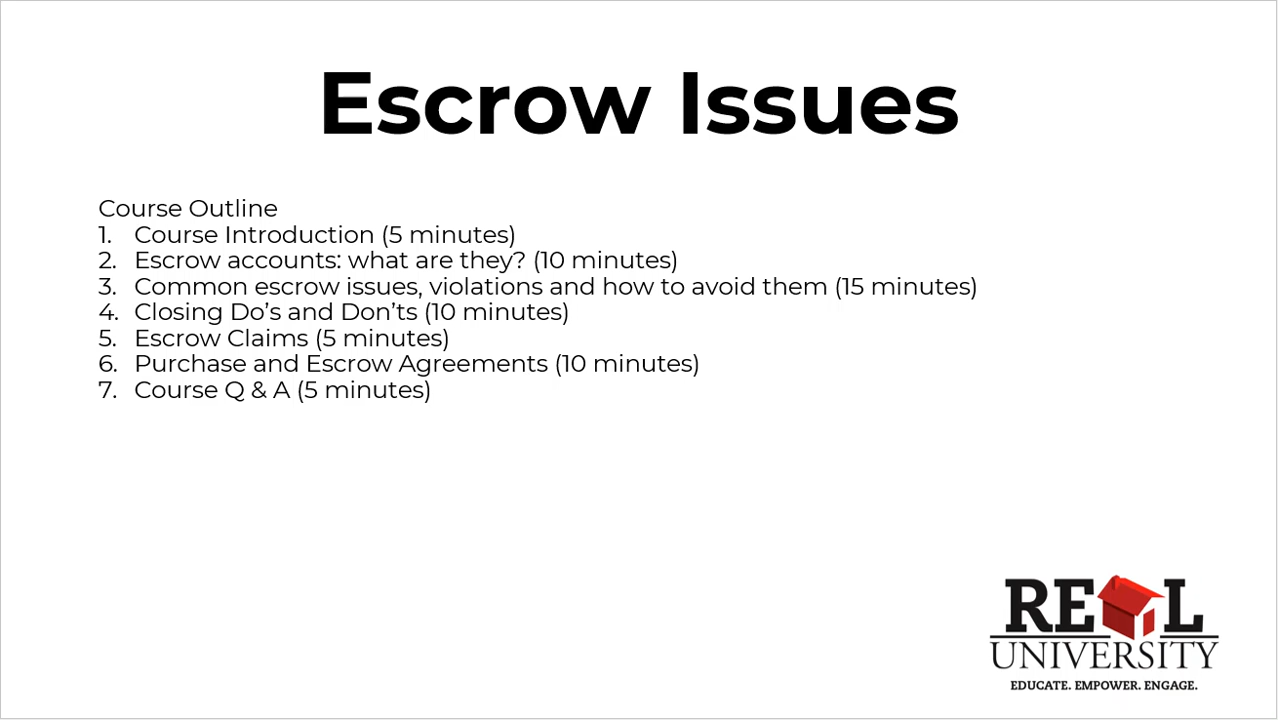 Escrow Issues
Course Outline
1. Course Introduction (5 minutes)
2. Escrow accounts: what are they? (10 minutes)
3. Common escrow issues, violations and how to avoid them (15 minutes)
4. Closing Do’s and Don’ts (10 minutes)
5. Escrow Claims (5 minutes)
6. Purchase and Escrow Agreements (10 minutes)
7. Course Q & A (5 minutes)
REAL
UNIVERSITY
EDUCATE. EMPOWER. ENGAGE.